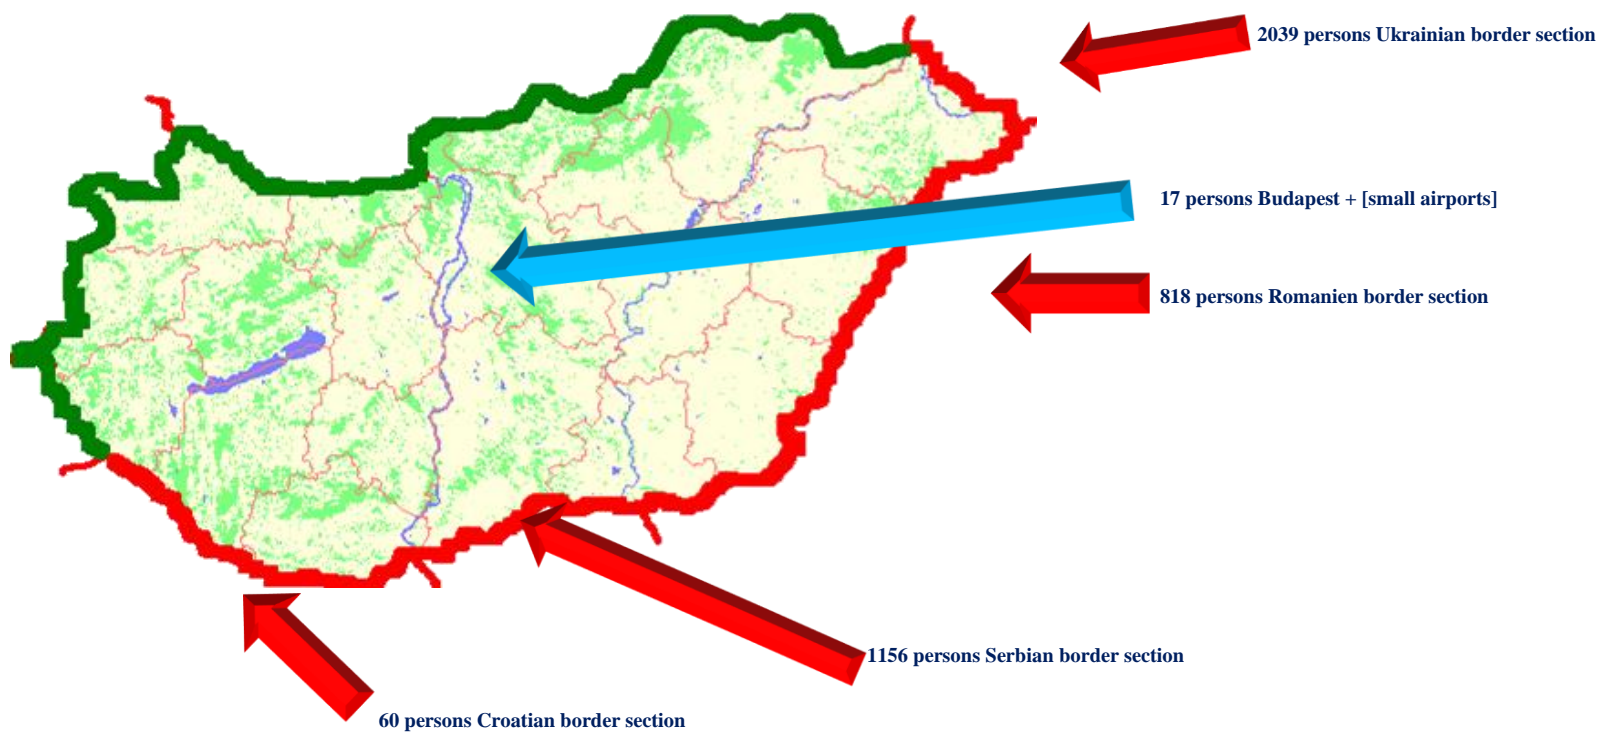 2039 persons Ukrainian border section
17 persons Budapest + [small airports]
818 persons Romanien border section
1156 persons Serbian border section
60 persons Croatian border section